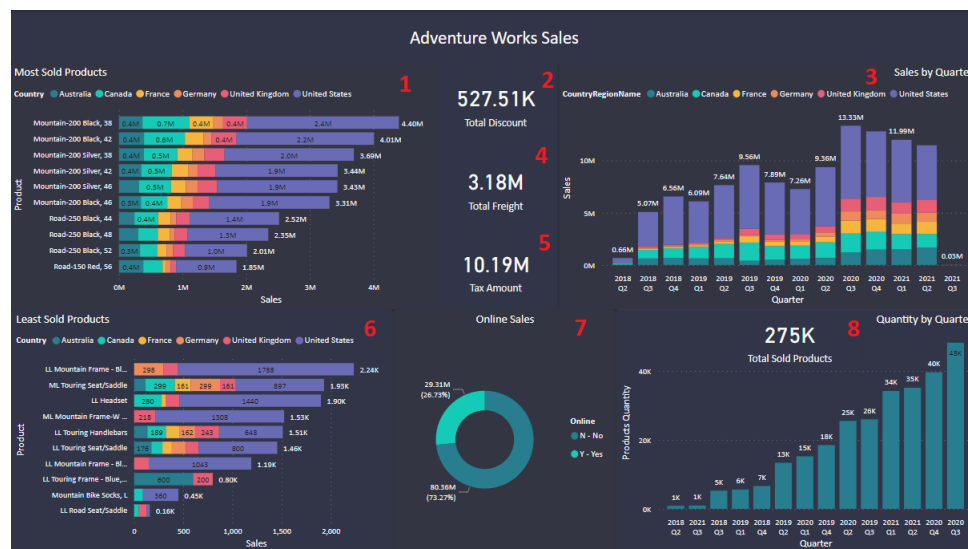 Adventure Works Sales
Most Sold Products
1
Country Australia Canada France Germany United Kingdom United States
Product
Mountain-200 Black, 38 0.4M 0.7M 0.4M 0.4M 2.4M 4.40M
Mountain-200 Black, 42 0.4M 0.6M 0.4M 2.2M 4.01M
Mountain-200 Silver, 38 0.4M 0.5M 2.0M 3.69M
Mountain-200 Silver, 42 0.4M 0.5M 1.9M 3.44M
Mountain-200 Silver, 46 1.9M 3.43M
Mountain-200 Black, 46 0.3M 0.4M 1.9M 3.31M
Road-250 Black, 44 0.4M 1.4M 2.52M
Road-250 Black, 48 1.3M 2.35M
Road-250 Black, 52 0.3M 1.0M 2.01M
Road-150 Red, 56 0.4M 0.9M 1.85M
0M 1M 2M 3M 4M
Sales
2
527.51K
Total Discount
4
3.18M
Total Freight
5
10.19M
Tax Amount
3
Sales by Quarte
CountryRegionName Australia Canada France Germany United Kingdom United States
Sales
10M
5M
0M
0.66M 5.07M 6.56M 6.09M 7.64M 9.56M 7.89M 7.26M 9.36M 13.33M 11.99M 0.03M
2018 2018 2018 2019 2019 2019 2019 2020 2020 2020 2020 2021 2021 2021
Q2 Q3 Q4 Q1 Q2 Q3 Q4 Q1 Q2 Q3 Q4 Q1 Q2 Q3
Quarter
Least Sold Products
6
Country Australia Canada France Germany United Kingdom United States
Product
LL Mountain Frame - Bl... 298 1788 2.24K
ML Touring Seat/Saddle 299 161 299 161 897 1.93K
LL Headset 280 1440 1.90K
ML Mountain Frame-W ... 218 1308 1.53K
LL Touring Handlebars 189 162 243 648 1.51K
LL Touring Seat/Saddle 176 800 1.46K
LL Mountain Frame - Bl... 1043 1.19K
LL Touring Frame - Blue,... 600 200 0.80K
Mountain Bike Socks, L 360 0.45K
LL Road Seat/Saddle 0.16K
0 500 1,000 1,500 2,000
Sales
Online Sales
7
29.31M
(26.73%)
80.36M
(73.27%)
Online
N - No
Y - Yes
275K
Total Sold Products
8
Quantity by Quarte
Products Quantity
40K
20K
0K
1K 1K 5K 6K 7K 13K 15K 18K 25K 26K 34K 35K 40K 48K
2018 2021 2018 2019 2018 2019 2020 2019 2020 2019 2021 2021 2020 2020
Q2 Q3 Q3 Q1 Q4 Q2 Q1 Q4 Q2 Q3 Q1 Q2 Q4 Q3
Quarter